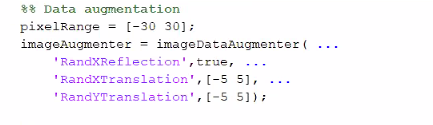 %% Data augmentation
pixelRange = [-30 30];
imageAugmenter = imageDataAugmenter( ...
'RandXReflection',true, ...
'RandXTranslation',[-5 5], ...
'RandYTranslation',[-5 5]);